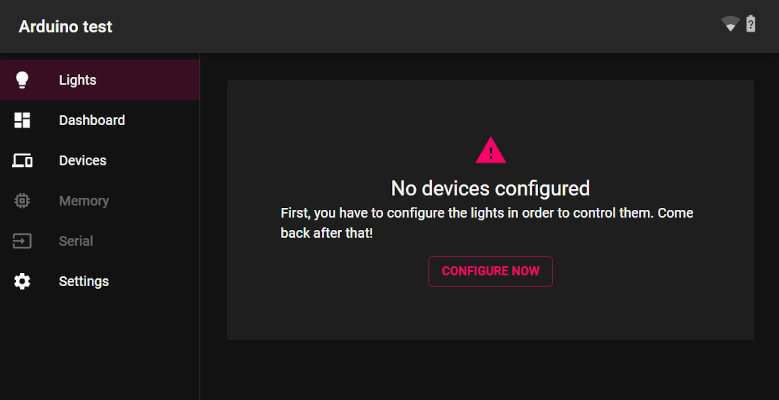 Arduino test
Lights
Dashboard
Devices
Memory
Serial
Settings
No devices configured
First, you have to configure the lights in order to control them. Come
back after that!
CONFIGURE NOW